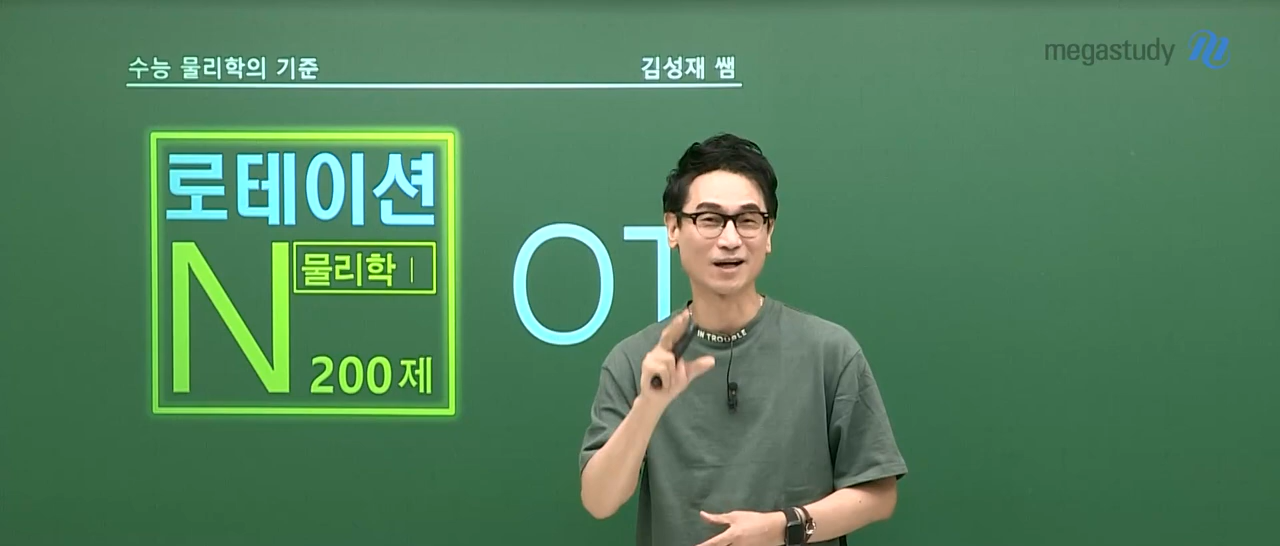 수능 물리학의 기준
김성재 쌤
megastudy
로테이션
N
물리학 I
200제
OT
IN TROUBLE